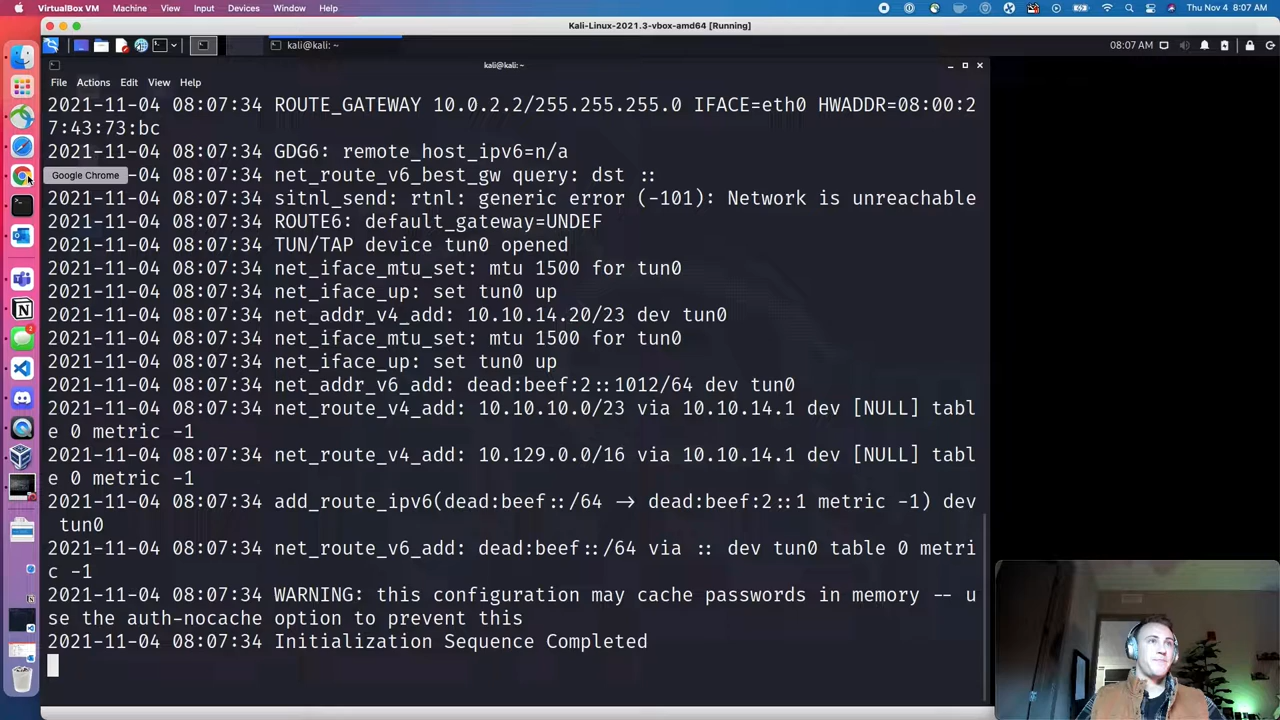 VirtualBox VM Machine View Input Devices Window Help Thu Nov 4 8:07 AM
Kali-Linux-2021.3-vbox-amd64 [Running]
kali@kali: ~ 08:07 AM
kali@kali: ~
File Actions Edit View Help
2021-11-04 08:07:34 ROUTE_GATEWAY 10.0.2.2/255.255.255.0 IFACE=eth0 HWADDR=08:00:2
7:43:73:bc
2021-11-04 08:07:34 GDG6: remote_host_ipv6=n/a
Google Chrome
-04 08:07:34 net_route_v6_best_gw query: dst ::
2021-11-04 08:07:34 sitnl_send: rtnl: generic error (-101): Network is unreachable
2021-11-04 08:07:34 ROUTE6: default_gateway=UNDEF
2021-11-04 08:07:34 TUN/TAP device tun0 opened
2021-11-04 08:07:34 net_iface_mtu_set: mtu 1500 for tun0
2021-11-04 08:07:34 net_iface_up: set tun0 up
2021-11-04 08:07:34 net_addr_v4_add: 10.10.14.20/23 dev tun0
2021-11-04 08:07:34 net_iface_mtu_set: mtu 1500 for tun0
2021-11-04 08:07:34 net_iface_up: set tun0 up
2021-11-04 08:07:34 net_addr_v6_add: dead:beef:2::1012/64 dev tun0
2021-11-04 08:07:34 net_route_v4_add: 10.10.10.0/23 via 10.10.14.1 dev [NULL] tabl
e 0 metric -1
2021-11-04 08:07:34 net_route_v4_add: 10.129.0.0/16 via 10.10.14.1 dev [NULL] tabl
e 0 metric -1
2021-11-04 08:07:34 add_route_ipv6(dead:beef::/64 -> dead:beef:2::1 metric -1) dev
tun0
2021-11-04 08:07:34 net_route_v6_add: dead:beef::/64 via :: dev tun0 table 0 metri
c -1
2021-11-04 08:07:34 WARNING: this configuration may cache passwords in memory -- u
se the auth-nocache option to prevent this
2021-11-04 08:07:34 Initialization Sequence Completed
2